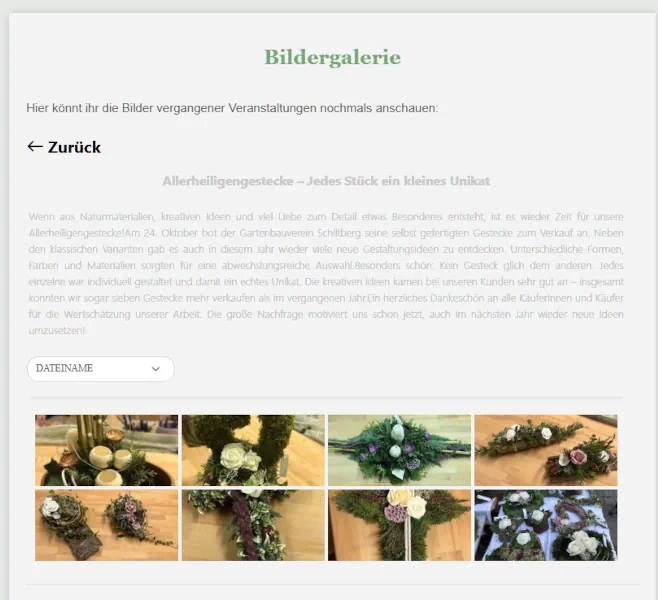 Bildergalerie
Hier könnt ihr die Bilder vergangener Veranstaltungen nochmals anschauen:
← Zurück
Allerheiligengestecke – Jedes Stück ein kleines Unikat
Wenn aus Naturmaterialien, kreativen Ideen und viel Liebe zum Detail etwas Besonderes entsteht, ist es wieder Zeit für unsere
Allerheiligengestecke!Am 24. Oktober bot der Gartenbauverein Schiltberg seine selbst gefertigten Gestecke zum Verkauf an. Neben
den klassischen Varianten gab es auch in diesem Jahr wieder viele neue Gestaltungsideen zu entdecken. Unterschiedliche Formen,
Farben und Materialien sorgten für eine abwechslungsreiche Auswahl.Besonders schön: Kein Gesteck glich dem anderen. Jedes
einzelne war individuell gestaltet und damit ein echtes Unikat. Die kreativen Ideen kamen bei unseren Kunden sehr gut an – insgesamt
konnten wir sogar sieben Gestecke mehr verkaufen als im vergangenen Jahr.Ein herzliches Dankeschön an alle Käuferinnen und Käufer
für die Wertschätzung unserer Arbeit. Die große Nachfrage motiviert uns schon jetzt, auch im nächsten Jahr wieder neue Ideen
umzusetzen!
DATEINAME